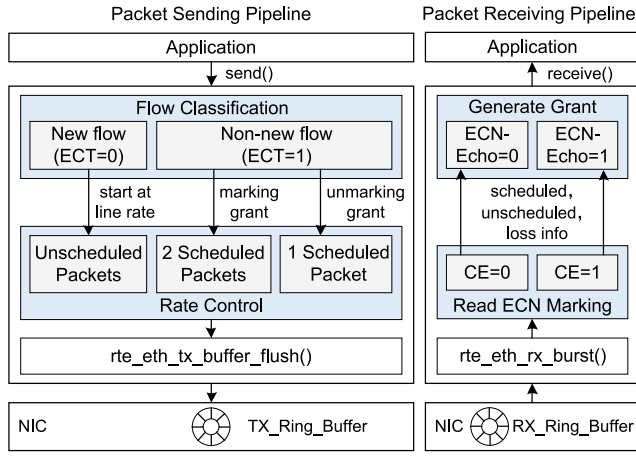 Packet Sending Pipeline
Application
send()
Flow Classification
New flow
(ECT=0)
Non-new flow
(ECT=1)
start at
line rate
marking
grant
unmarking
grant
Unscheduled
Packets
2 Scheduled
Packets
1 Scheduled
Packet
Rate Control
rte_eth_tx_buffer_flush()
NIC
TX_Ring_Buffer
Packet Receiving Pipeline
Application
receive()
Generate Grant
ECN-
Echo=0
ECN-
Echo=1
scheduled,
unscheduled,
loss info
CE=0
CE=1
Read ECN Marking
rte_eth_rx_burst()
NIC
RX_Ring_Buffer